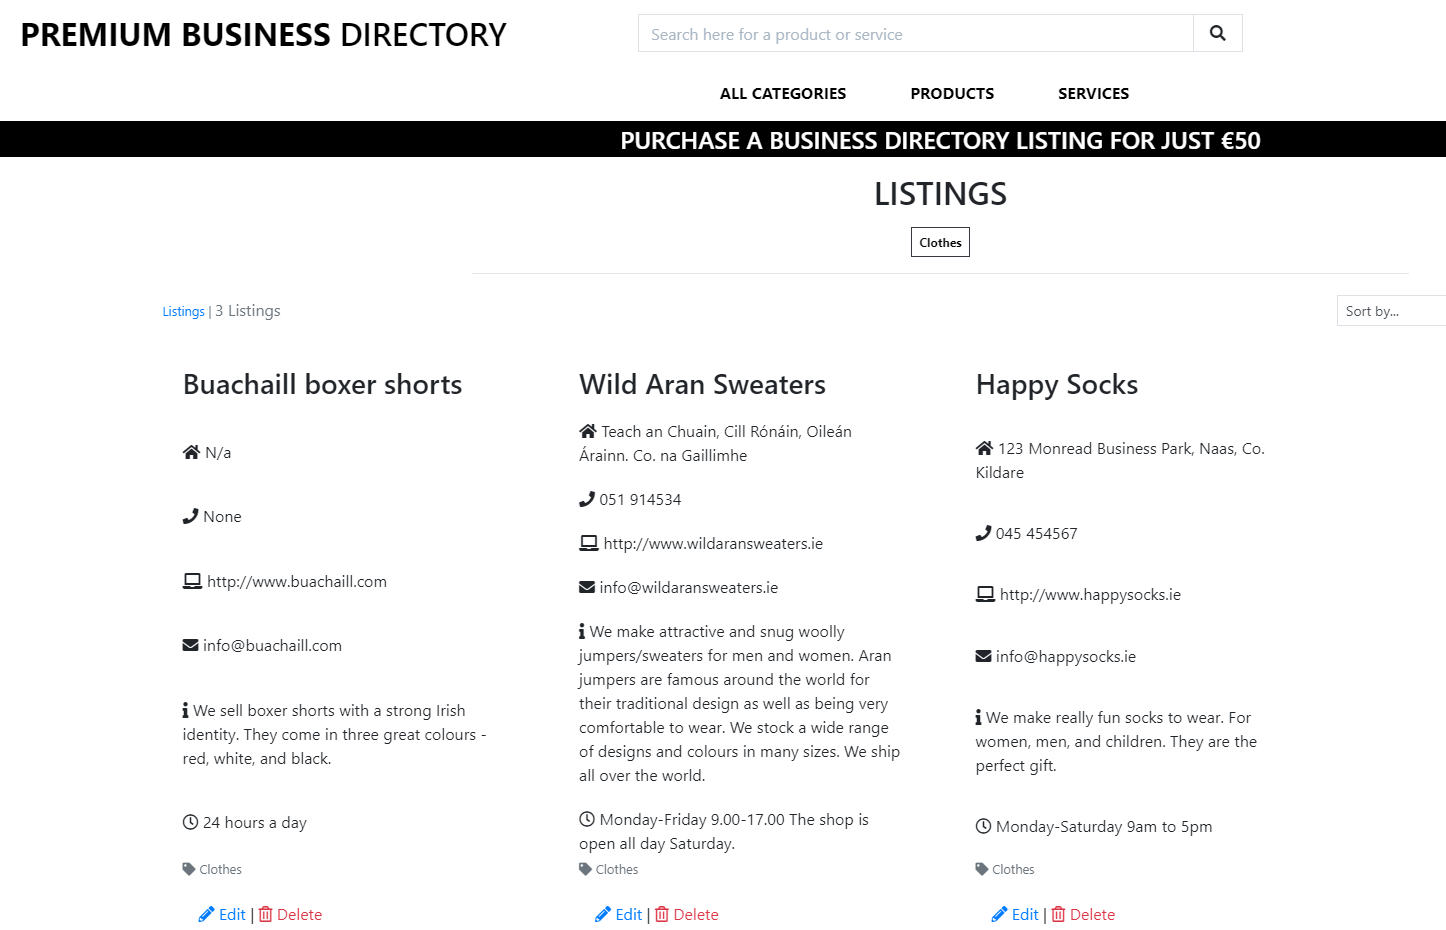 PREMIUM BUSINESS DIRECTORY
Search here for a product or service
ALL CATEGORIES PRODUCTS SERVICES
PURCHASE A BUSINESS DIRECTORY LISTING FOR JUST €50
LISTINGS
Clothes
Listings | 3 Listings
Sort by...
Buachaill boxer shorts
N/a
None
http://www.buachaill.com
info@buachaill.com
We sell boxer shorts with a strong Irish
identity. They come in three great colours -
red, white, and black.
24 hours a day
Clothes
Edit | Delete
Wild Aran Sweaters
Teach an Chuain, Cill Rónáin, Oileán
Árainn. Co. na Gaillimhe
051 914534
http://www.wildaransweaters.ie
info@wildaransweaters.ie
We make attractive and snug woolly
jumpers/sweaters for men and women. Aran
jumpers are famous around the world for
their traditional design as well as being very
comfortable to wear. We stock a wide range
of designs and colours in many sizes. We ship
all over the world.
Monday-Friday 9.00-17.00 The shop is
open all day Saturday.
Clothes
Edit | Delete
Happy Socks
123 Monread Business Park, Naas, Co.
Kildare
045 454567
http://www.happysocks.ie
info@happysocks.ie
We make really fun socks to wear. For
women, men, and children. They are the
perfect gift.
Monday-Saturday 9am to 5pm
Clothes
Edit | Delete